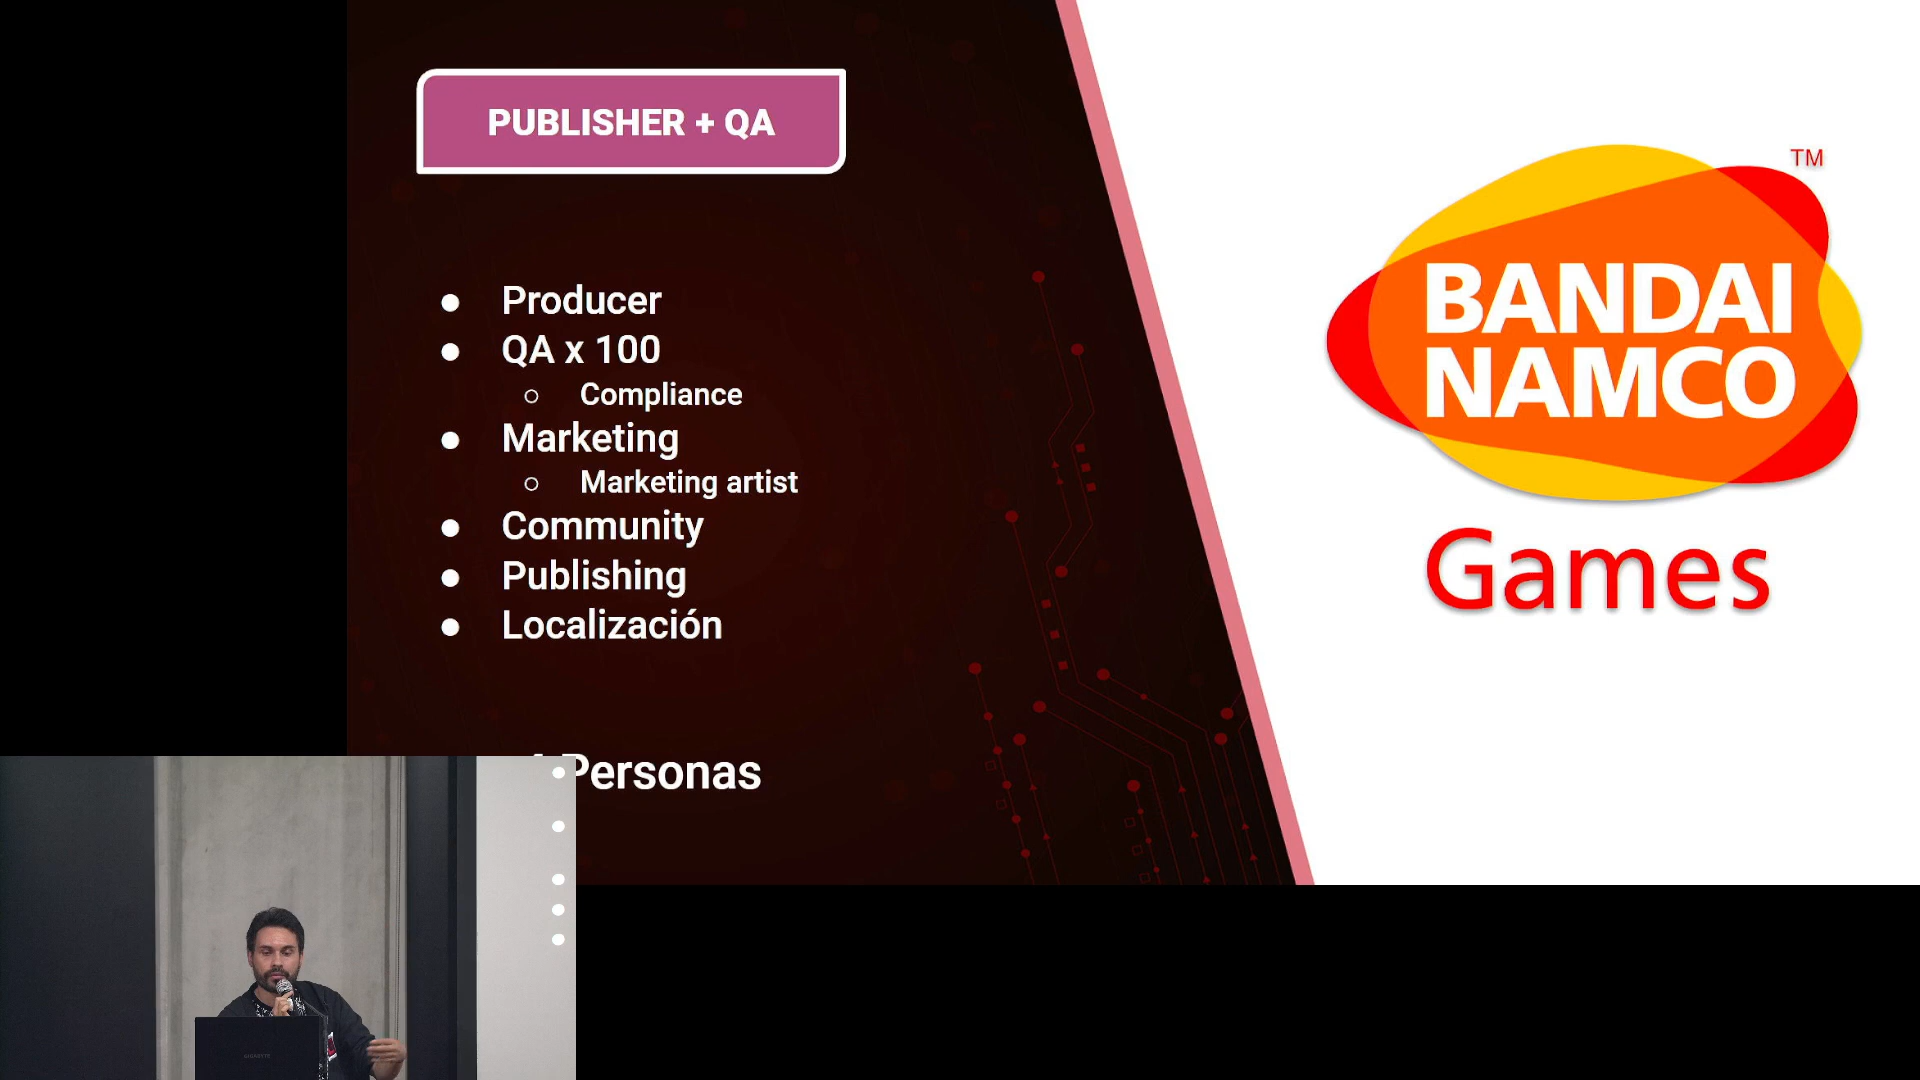 PUBLISHER + QA
Producer
QA x 100
Compliance
Marketing
Marketing artist
Community
Publishing
Localización
Personas
TM
BANDAI
NAMCO
Games